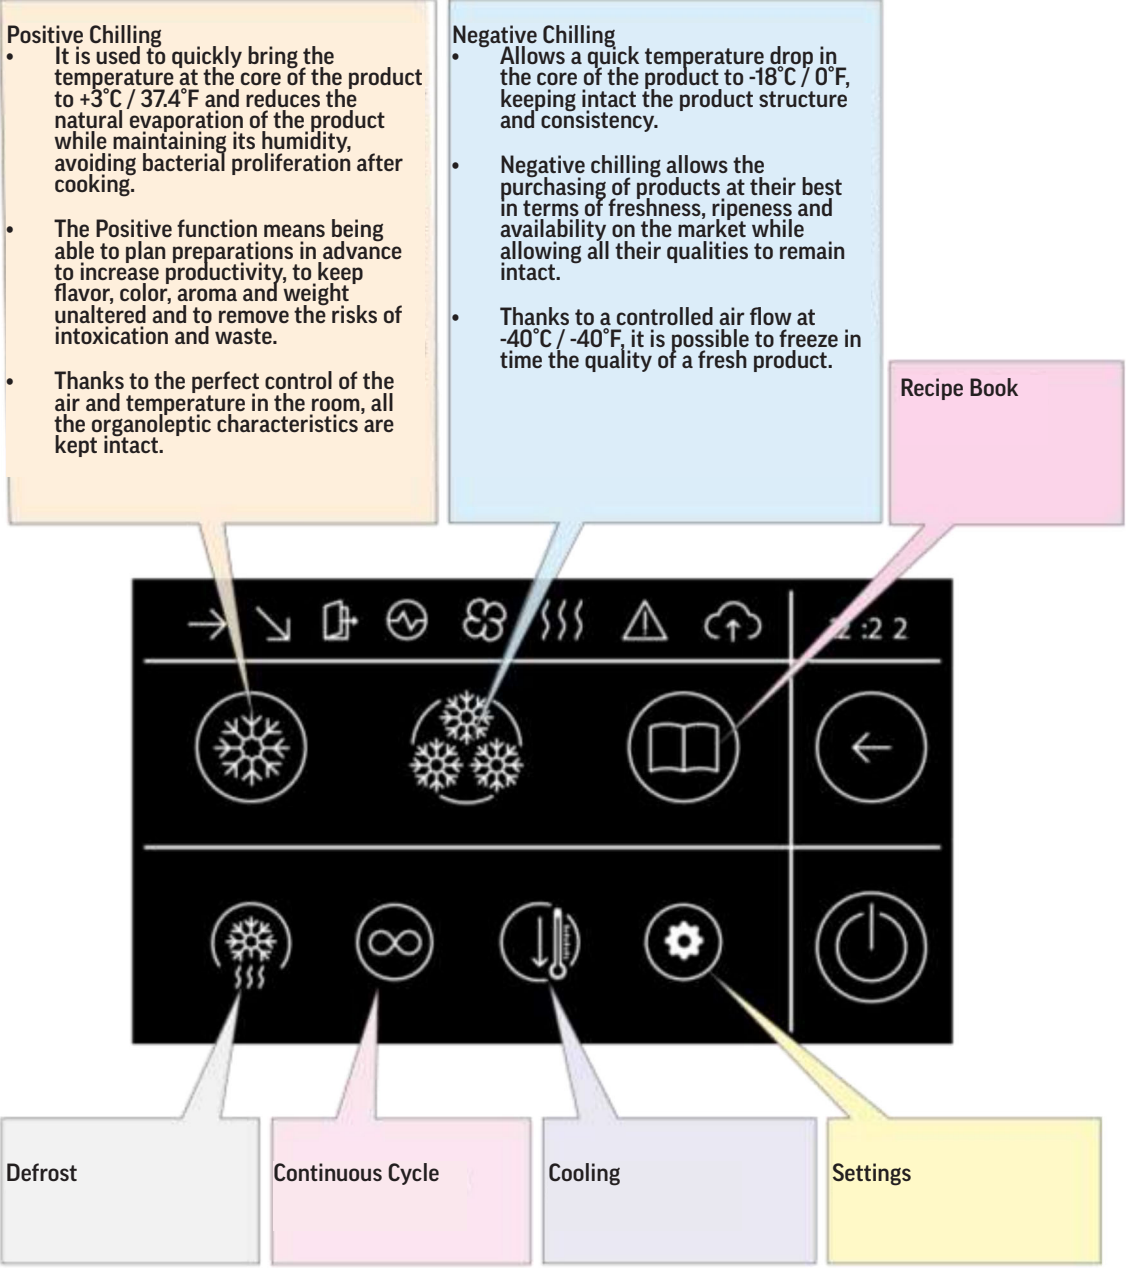 Positive Chilling
• It is used to quickly bring the
temperature at the core of the product
to +3°C / 37.4°F and reduces the
natural evaporation of the product
while maintaining its humidity,
avoiding bacterial proliferation after
cooking.
• The Positive function means being
able to plan preparations in advance
to increase productivity, to keep
flavor, color, aroma and weight
unaltered and to remove the risks of
intoxication and waste.
• Thanks to the perfect control of the
air and temperature in the room, all
the organoleptic characteristics are
kept intact.
Negative Chilling
• Allows a quick temperature drop in
the core of the product to -18°C / 0°F,
keeping intact the product structure
and consistency.
• Negative chilling allows the
purchasing of products at their best
in terms of freshness, ripeness and
availability on the market while
allowing all their qualities to remain
intact.
• Thanks to a controlled air flow at
-40°C / -40°F, it is possible to freeze in
time the quality of a fresh product.
Recipe Book
Defrost
Continuous Cycle
Cooling
Settings